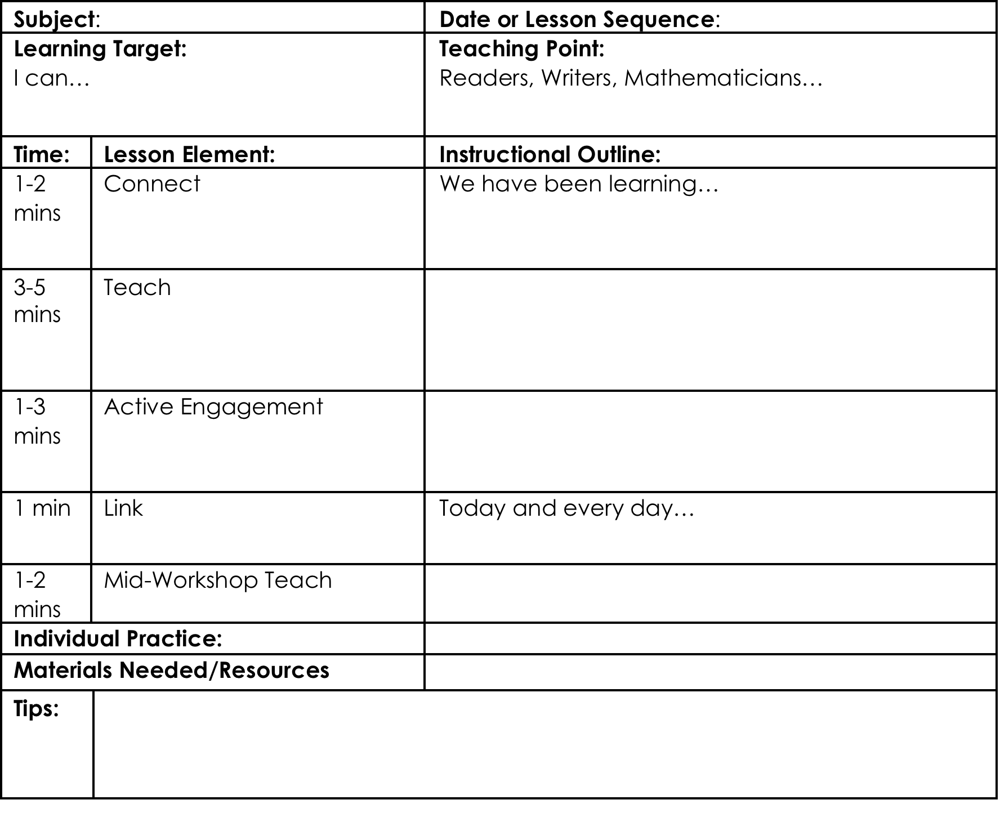 Subject:
Date or Lesson Sequence:
Learning Target:
I can…
Teaching Point:
Readers, Writers, Mathematicians…
Time:
Lesson Element:
Instructional Outline:
1-2
mins
Connect
We have been learning…
3-5
mins
Teach
1-3
mins
Active Engagement
1 min
Link
Today and every day…
1-2
mins
Mid-Workshop Teach
Individual Practice:
Materials Needed/Resources
Tips: